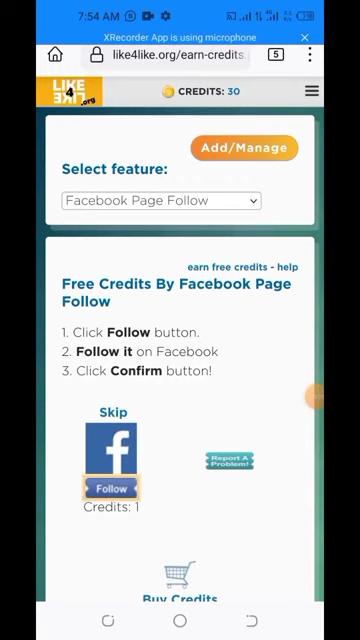 7:54 AM
XRecorder App is using microphone
like4like.org/earn-credits.
5
LIKE
4
LIKE
.org
CREDITS: 30
Add/Manage
Select feature:
Facebook Page Follow
earn free credits - help
Free Credits By Facebook Page
Follow
1. Click Follow button.
2. Follow it on Facebook
3. Click Confirm button!
Skip
Follow
Report A
Problem!
Credits: 1
Buy Credits